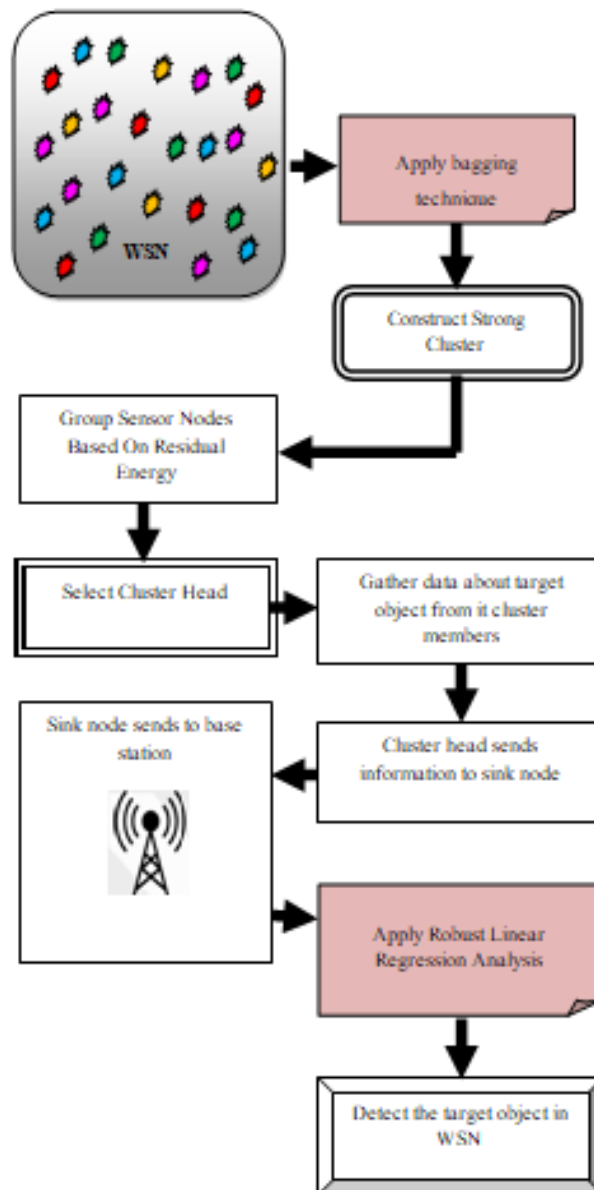 WSN
Apply bagging
technique
Construct Strong
Cluster
Group Sensor Nodes
Based On Residual
Energy
Select Cluster Head
Gather data about target
object from it cluster
members
Sink node sends to base
station
Cluster head sends
information to sink node
Apply Robust Linear
Regression Analysis
Detect the target object in
WSN